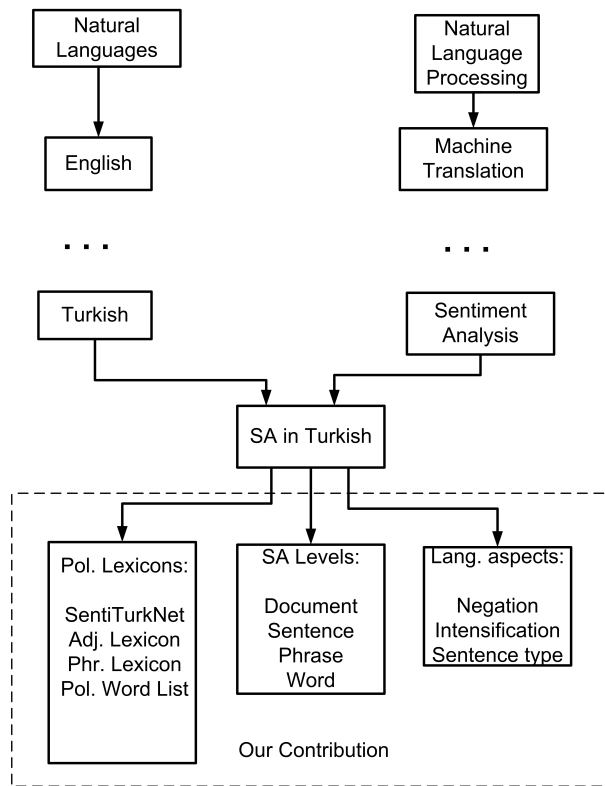 Natural
Languages
Natural
Language
Processing
English
Machine
Translation
. . .
. . .
Turkish
Sentiment
Analysis
SA in Turkish
Pol. Lexicons:
SentiTurkNet
Adj. Lexicon
Phr. Lexicon
Pol. Word List
SA Levels:
Document
Sentence
Phrase
Word
Lang. aspects:
Negation
Intensification
Sentence type
Our Contribution